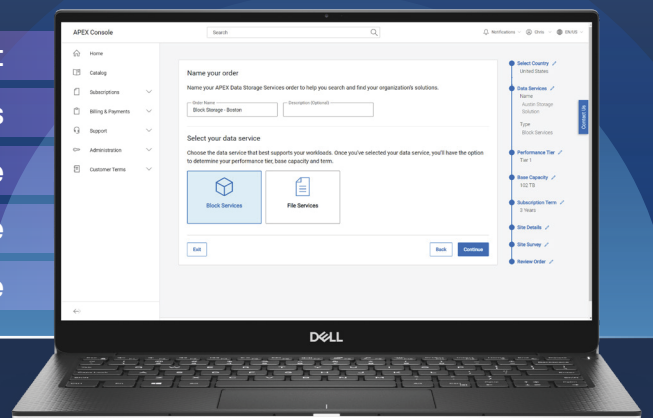 APEX Console
Search
Notifications
Chris
EN/US
Home
Catalog
Subscriptions
Billing & Payments
Support
Administration
Customer Terms
Name your order
Name your APEX Data Storage Services order to help you search and find your organization's solutions.
Order Name
Block Storage - Boston
Description (Optional)
Select your data service
Choose the data service that best supports your workloads. Once you've selected your data service, you'll have the option
to determine your performance tier, base capacity and term.
Block Services
File Services
Exit
Back
Continue
Select Country
United States
Data Services
Name
Austin Storage
Solution
Type
Block Services
Performance Tier
Tier 1
Base Capacity
102 TB
Subscription Term
3 Years
Site Details
Site Survey
Review Order
Contact Us
DELL